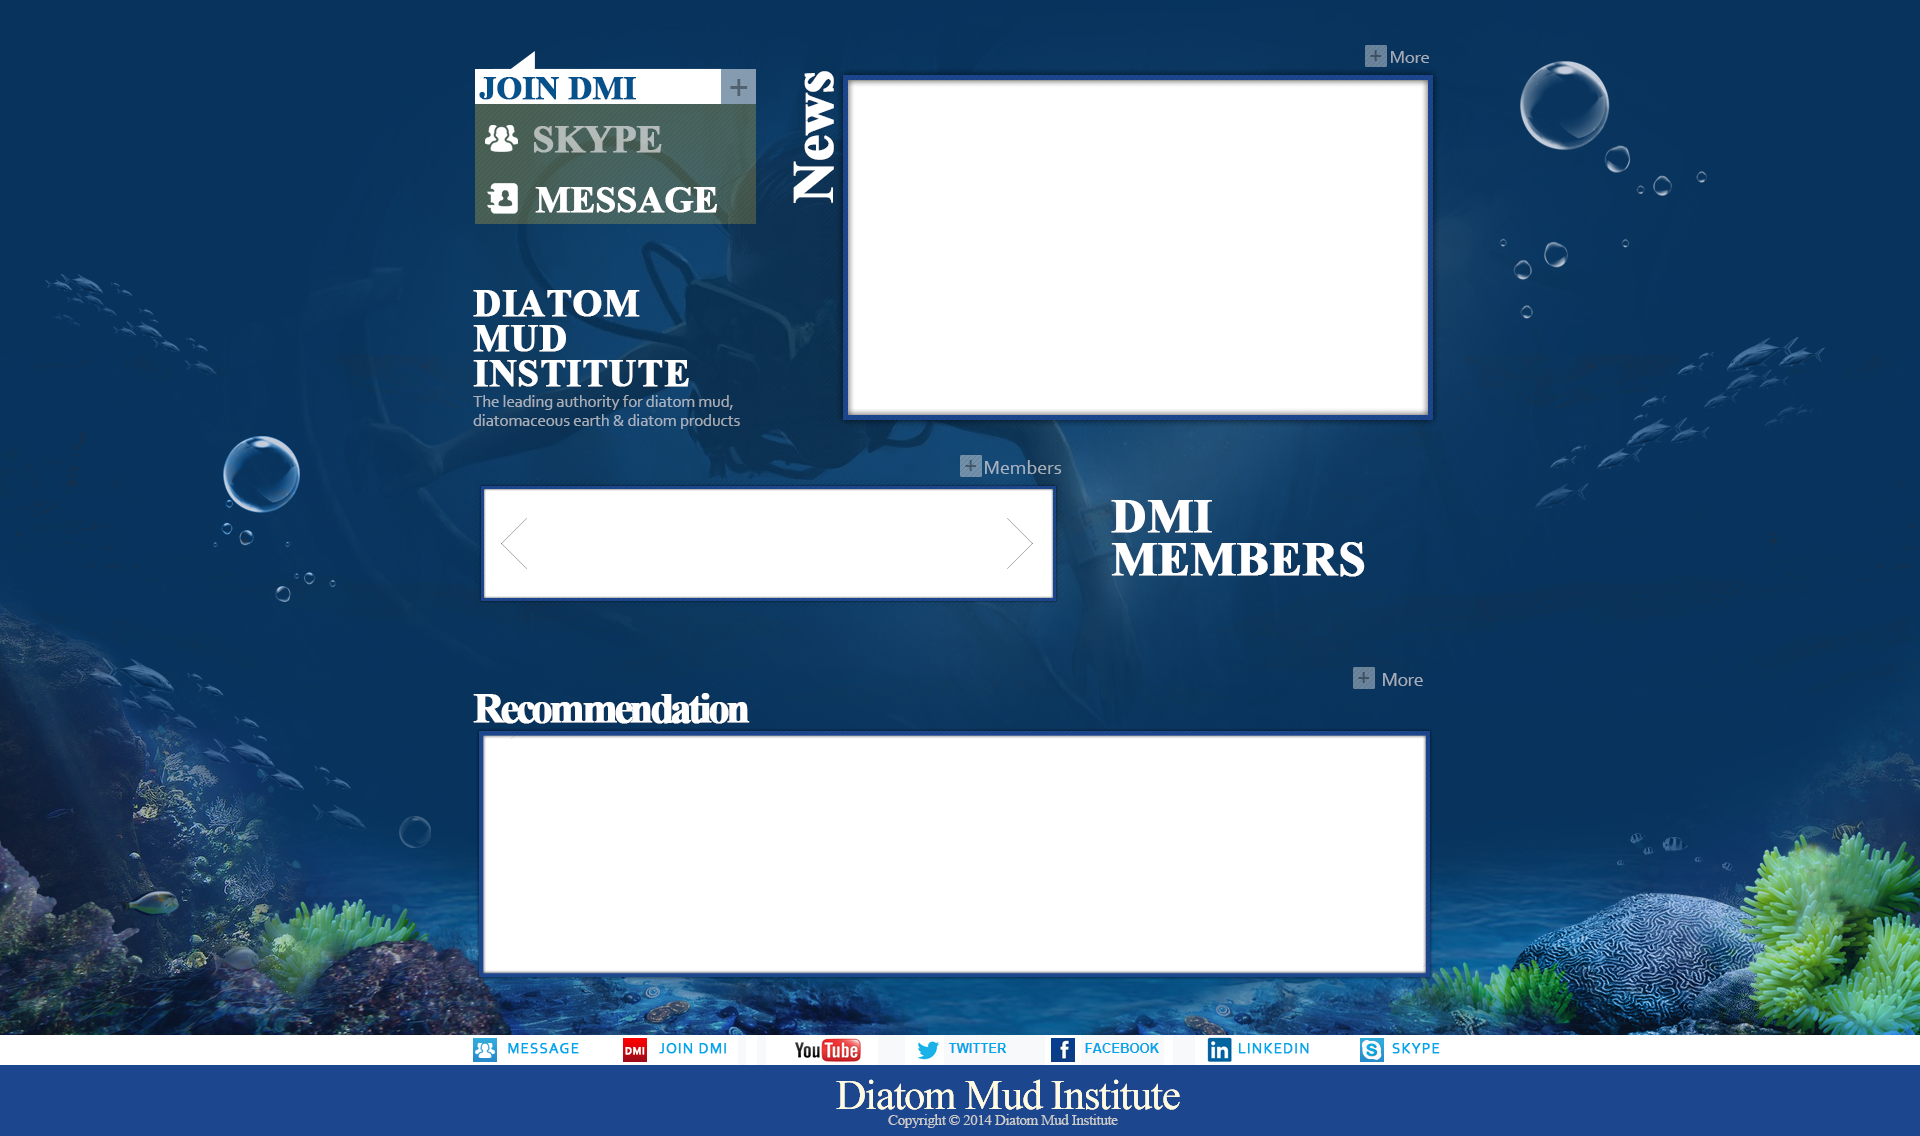 JOIN DMI
SKYPE
MESSAGE
News
More
DIATOM
MUD
INSTITUTE
The leading authority for diatom mud,
diatomaceous earth & diatom products
Members
DMI
MEMBERS
More
Recommendation
MESSAGE
DMI JOIN DMI
YouTube
TWITTER
FACEBOOK
in LINKEDIN
SKYPE
Diatom Mud Institute
Copyright © 2014 Diatom Mud Institute